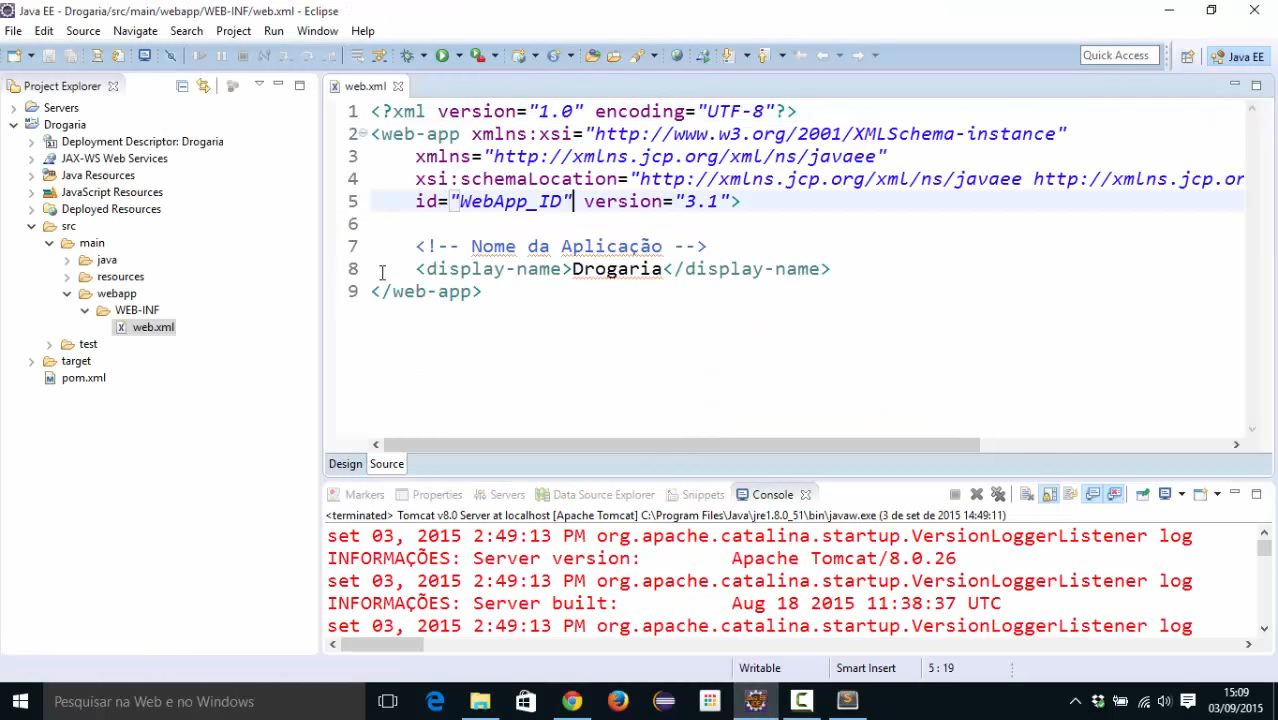 Java EE - Drogaria/src/main/webapp/WEB-INF/web.xml - Eclipse
File Edit Source Navigate Search Project Run Window Help
Quick Access
Java EE
Project Explorer
Servers
Drogaria
Deployment Descriptor: Drogaria
JAX-WS Web Services
Java Resources
JavaScript Resources
Deployed Resources
src
main
java
resources
webapp
WEB-INF
web.xml
test
target
pom.xml
web.xml
1 <?xml version="1.0" encoding="UTF-8"?>
2 <web-app xmlns:xsi="http://www.w3.org/2001/XMLSchema-instance"
3 xmlns="http://xmlns.jcp.org/xml/ns/javaee"
4 xsi:schemaLocation="http://xmlns.jcp.org/xml/ns/javaee http://xmlns.jcp.or
5 id="WebApp_ID" version="3.1">
6
7 <!-- Nome da Aplicação -->
8 <display-name>Drogaria</display-name>
9 </web-app>
Design Source
Markers Properties Servers Data Source Explorer Snippets Console
<terminated> Tomcat v8.0 Server at localhost [Apache Tomcat] C:\Program Files\Java\jre1.8.0_51\bin\javaw.exe (3 de set de 2015 14:49:11)
set 03, 2015 2:49:13 PM org.apache.catalina.startup.VersionLoggerListener log
INFORMAÇÕES: Server version: Apache Tomcat/8.0.26
set 03, 2015 2:49:13 PM org.apache.catalina.startup.VersionLoggerListener log
INFORMAÇÕES: Server built: Aug 18 2015 11:38:37 UTC
set 03, 2015 2:49:13 PM org.apache.catalina.startup.VersionLoggerListener log
Writable Smart Insert 5 : 19
Pesquisar na Web e no Windows
15:09
03/09/2015